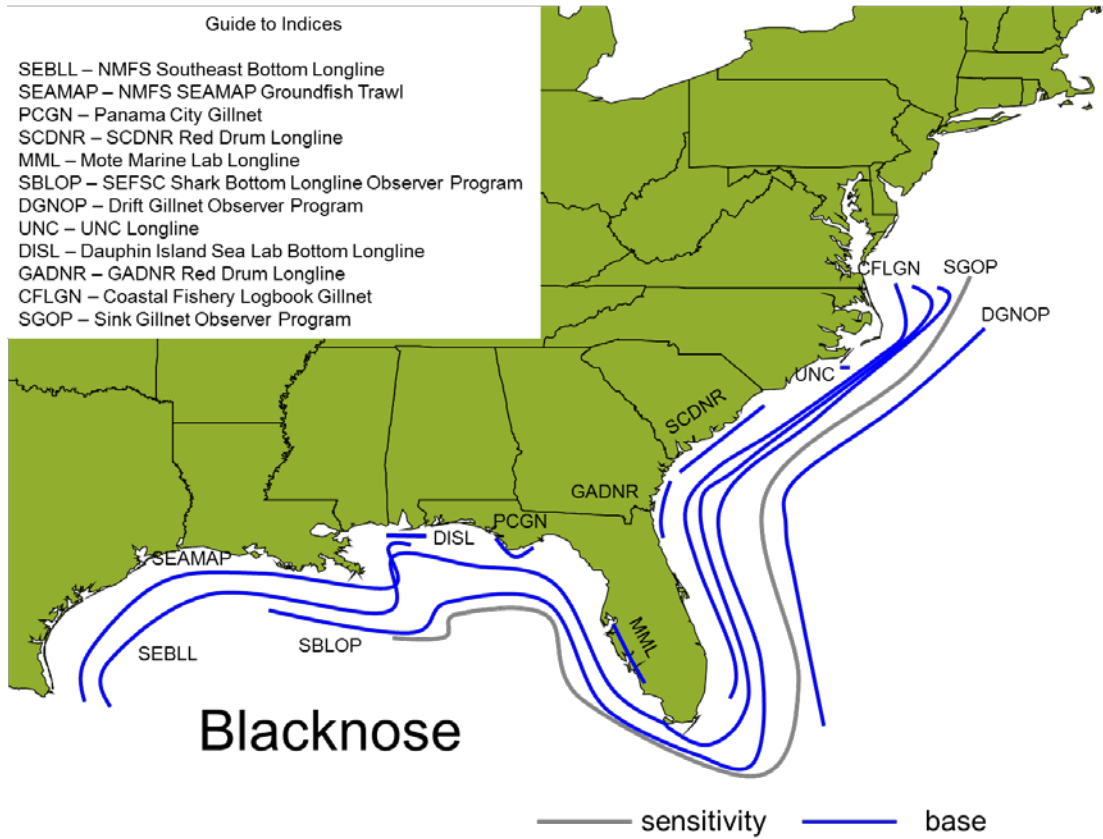 Guide to Indices
SEBLL – NMFS Southeast Bottom Longline
SEAMAP – NMFS SEAMAP Groundfish Trawl
PCGN – Panama City Gillnet
SCDNR – SCDNR Red Drum Longline
MML – Mote Marine Lab Longline
SBLOP – SEFSC Shark Bottom Longline Observer Program
DGNOP – Drift Gillnet Observer Program
UNC – UNC Longline
DISL – Dauphin Island Sea Lab Bottom Longline
GADNR – GADNR Red Drum Longline
CFLGN – Coastal Fishery Logbook Gillnet
SGOP – Sink Gillnet Observer Program
CFLGN
SGOP
DGNOP
UNC
SCDNR
GADNR
PCGN
DISL
SEAMAP
MML
SBLOP
SEBLL
Blacknose
sensitivity
base